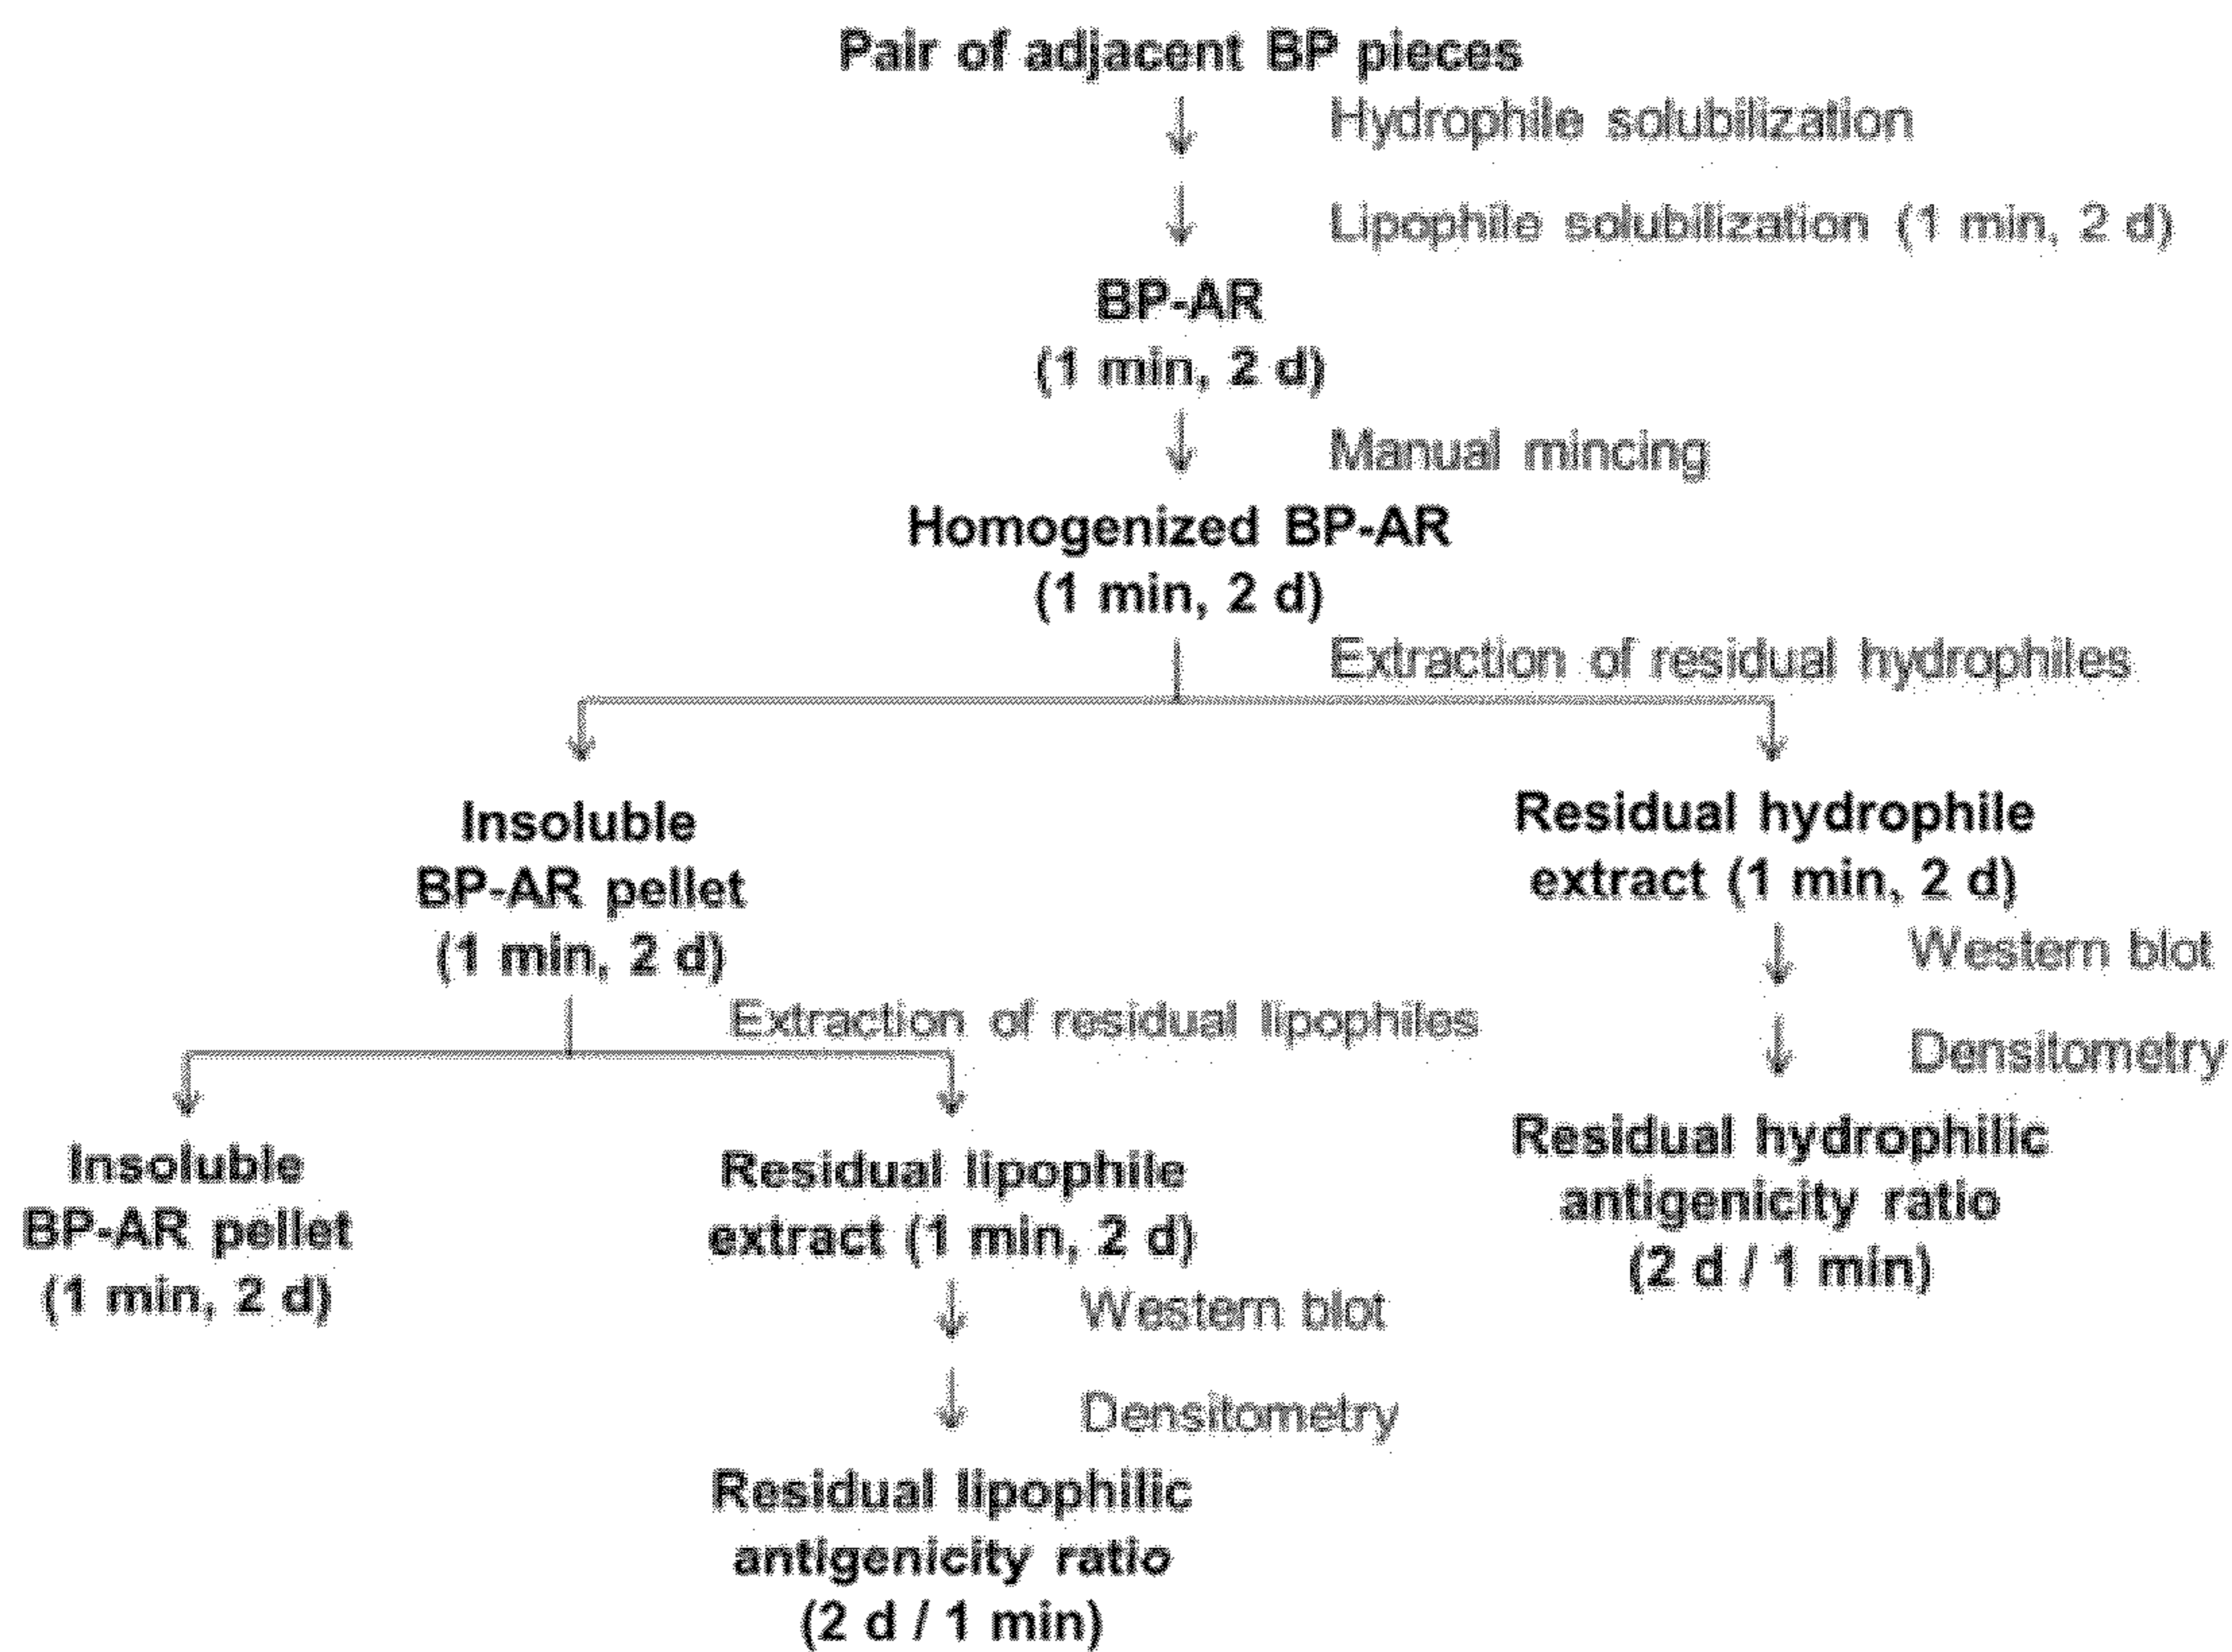 Pair of adjacent BP pieces
Hydrophile solubilization
Lipophile solubilization (1 min, 2 d)
BP-AR
(1 min, 2 d)
Manual mincing
Homogenized BP-AR
(1 min, 2 d)
Extraction of residual hydrophiles
Insoluble
BP-AR pellet
(1 min, 2 d)
Residual hydrophile
extract (1 min, 2 d)
Western blot
Densitometry
Residual hydrophilic
antigenicity ratio
(2 d / 1 min)
Extraction of residual lipophiles
Insoluble
BP-AR pellet
(1 min, 2 d)
Residual lipophile
extract (1 min, 2 d)
Western blot
Densitometry
Residual lipophilic
antigenicity ratio
(2 d / 1 min)